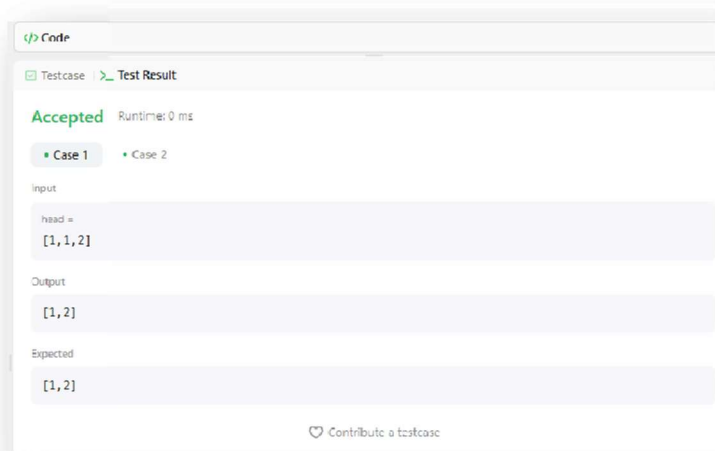 </> Code
Testcase | >_ Test Result
Accepted Runtime: 0 ms
• Case 1 • Case 2
Input
head =
[1,1,2]
Output
[1,2]
Expected
[1,2]
Contribute a testcase